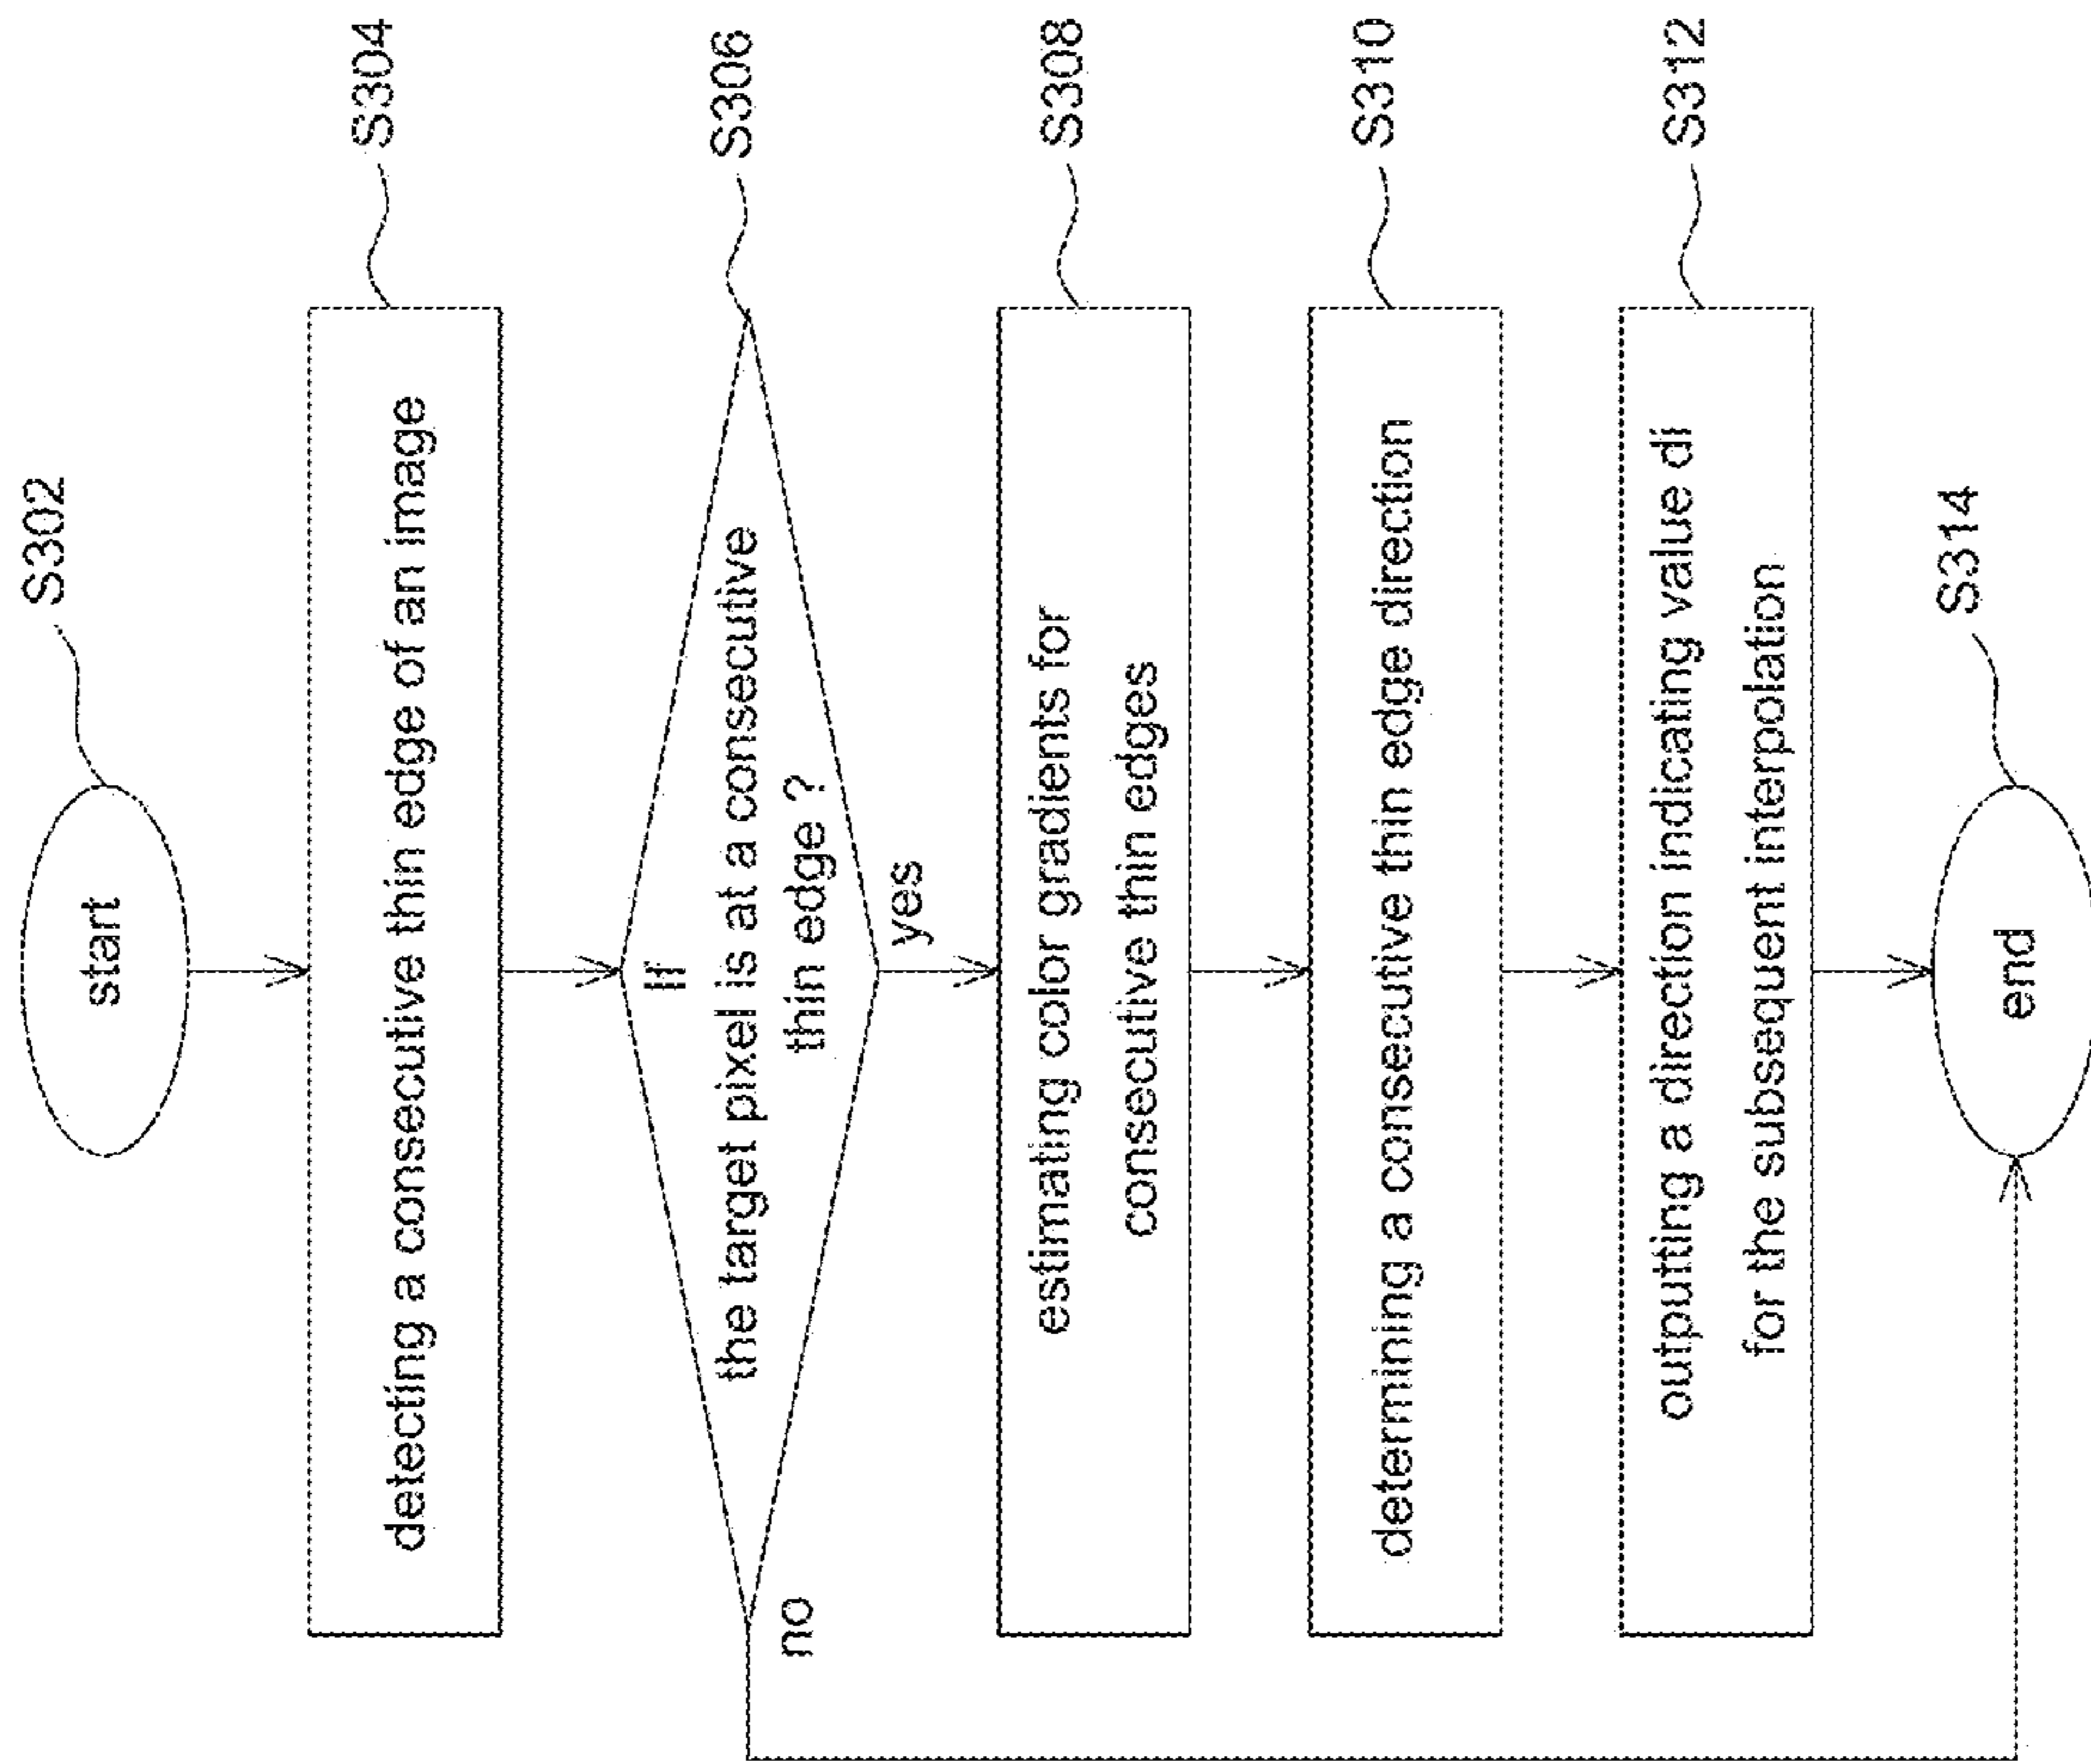 S302
start
S304
detecting a consecutive thin edge of an image
S306
If
the target pixel is at a consecutive
thin edge ?
no
yes
S308
estimating color gradients for
consecutive thin edges
S310
determining a consecutive thin edge direction
S312
outputing a direction indicating value di
for the subsequent interpolation
S314
end